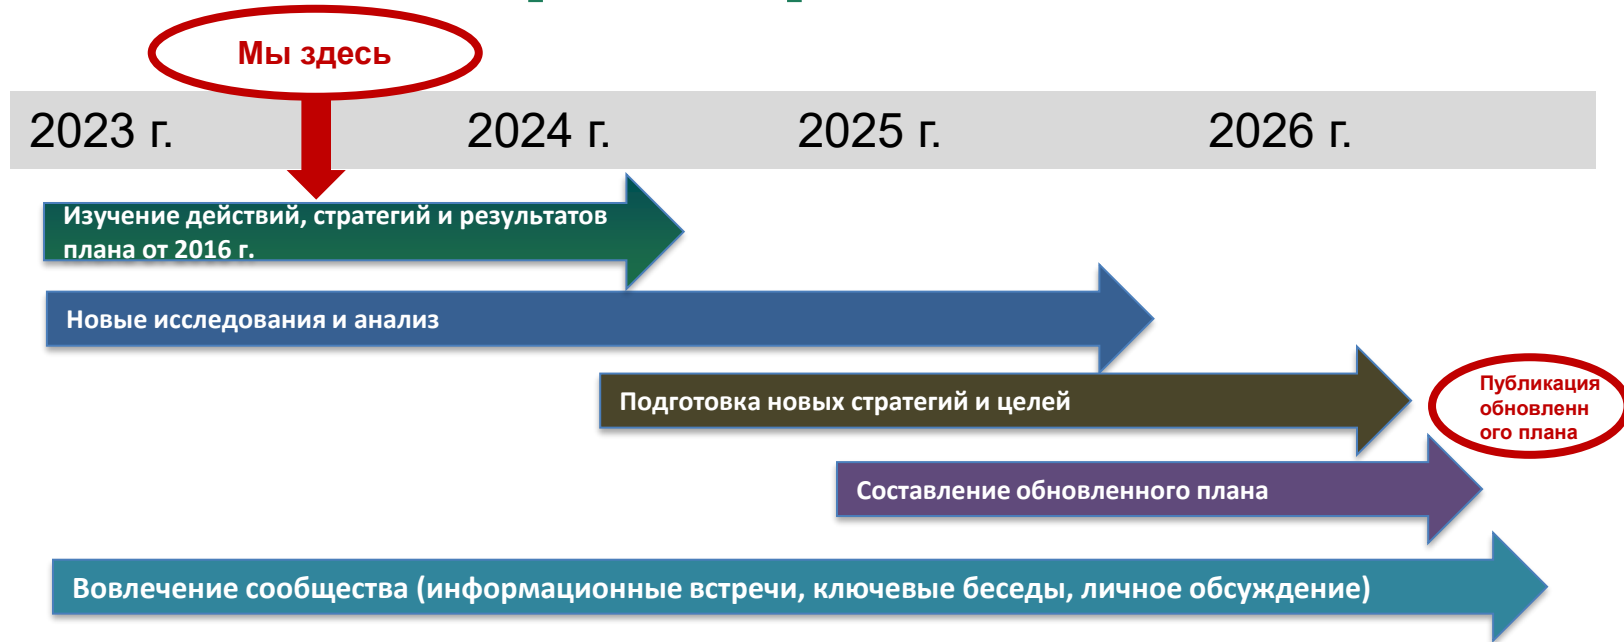 Мы здесь
2023 г. 2024 г. 2025 г. 2026 г.
Изучение действий, стратегий и результатов
плана от 2016 г.
Новые исследования и анализ
Подготовка новых стратегий и целей
Публикация
обновленн
ого плана
Составление обновленного плана
Вовлечение сообщества (информационные встречи, ключевые беседы, личное обсуждение)